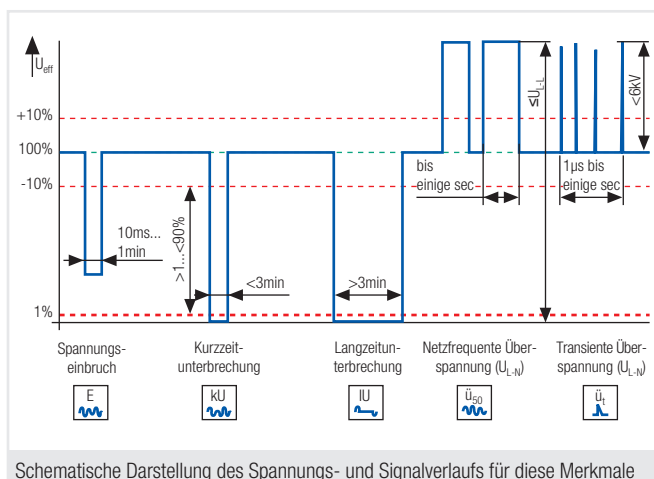 U_eff
+10%
100%
-10%
1%
10ms...
1min
>1...<90%
<3min
>3min
bis
einige sec
≤U_L-L
1µs bis
einige sec
<6kV
Spannungs-
einbruch
E
Kurzzeit-
unterbrechung
kU
Langzeitun-
terbrechung
lU
Netzfrequente Über-
spannung (U_L-N)
ü_50
Transiente Über-
spannung (U_L-N)
ü_t
Schematische Darstellung des Spannungs- und Signalverlaufs für diese Merkmale